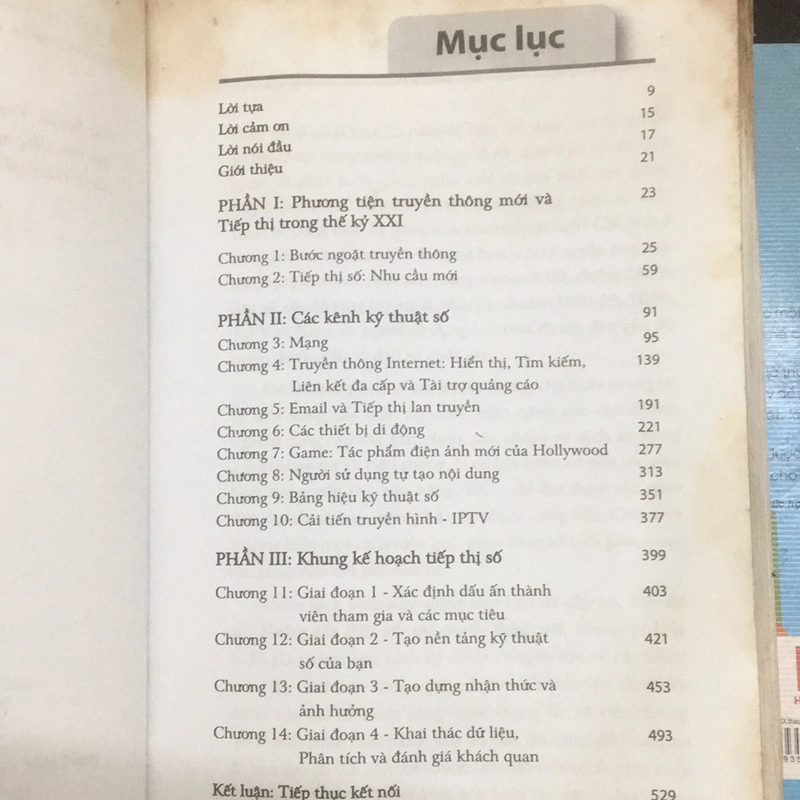 Mục lục
Lời tựa 9
Lời cảm ơn 15
Lời nói đầu 17
Giới thiệu 21
PHẦN I: Phương tiện truyền thông mới và 23
Tiếp thị trong thế kỷ XXI
Chương 1: Bước ngoặt truyền thông 25
Chương 2: Tiếp thị số: Nhu cầu mới 59
PHẦN II: Các kênh kỹ thuật số 91
Chương 3: Mạng 95
Chương 4: Truyền thông Internet: Hiển thị, Tìm kiếm, 139
Liên kết đa cấp và Tài trợ quảng cáo
Chương 5: Email và Tiếp thị lan truyền 191
Chương 6: Các thiết bị di động 221
Chương 7: Game: Tác phẩm điện ảnh mới của Hollywood 277
Chương 8: Người sử dụng tự tạo nội dung 313
Chương 9: Bảng hiệu kỹ thuật số 351
Chương 10: Cải tiến truyền hình - IPTV 377
PHẦN III: Khung kế hoạch tiếp thị số 399
Chương 11: Giai đoạn 1 - Xác định dấu ấn thành 403
viên tham gia và các mục tiêu
Chương 12: Giai đoạn 2 - Tạo nền tảng kỹ thuật 421
số của bạn
Chương 13: Giai đoạn 3 - Tạo dựng nhận thức và 453
ảnh hưởng
Chương 14: Giai đoạn 4 - Khai thác dữ liệu, 493
Phân tích và đánh giá khách quan
Kết luận: Tiếp thục kết nối 529